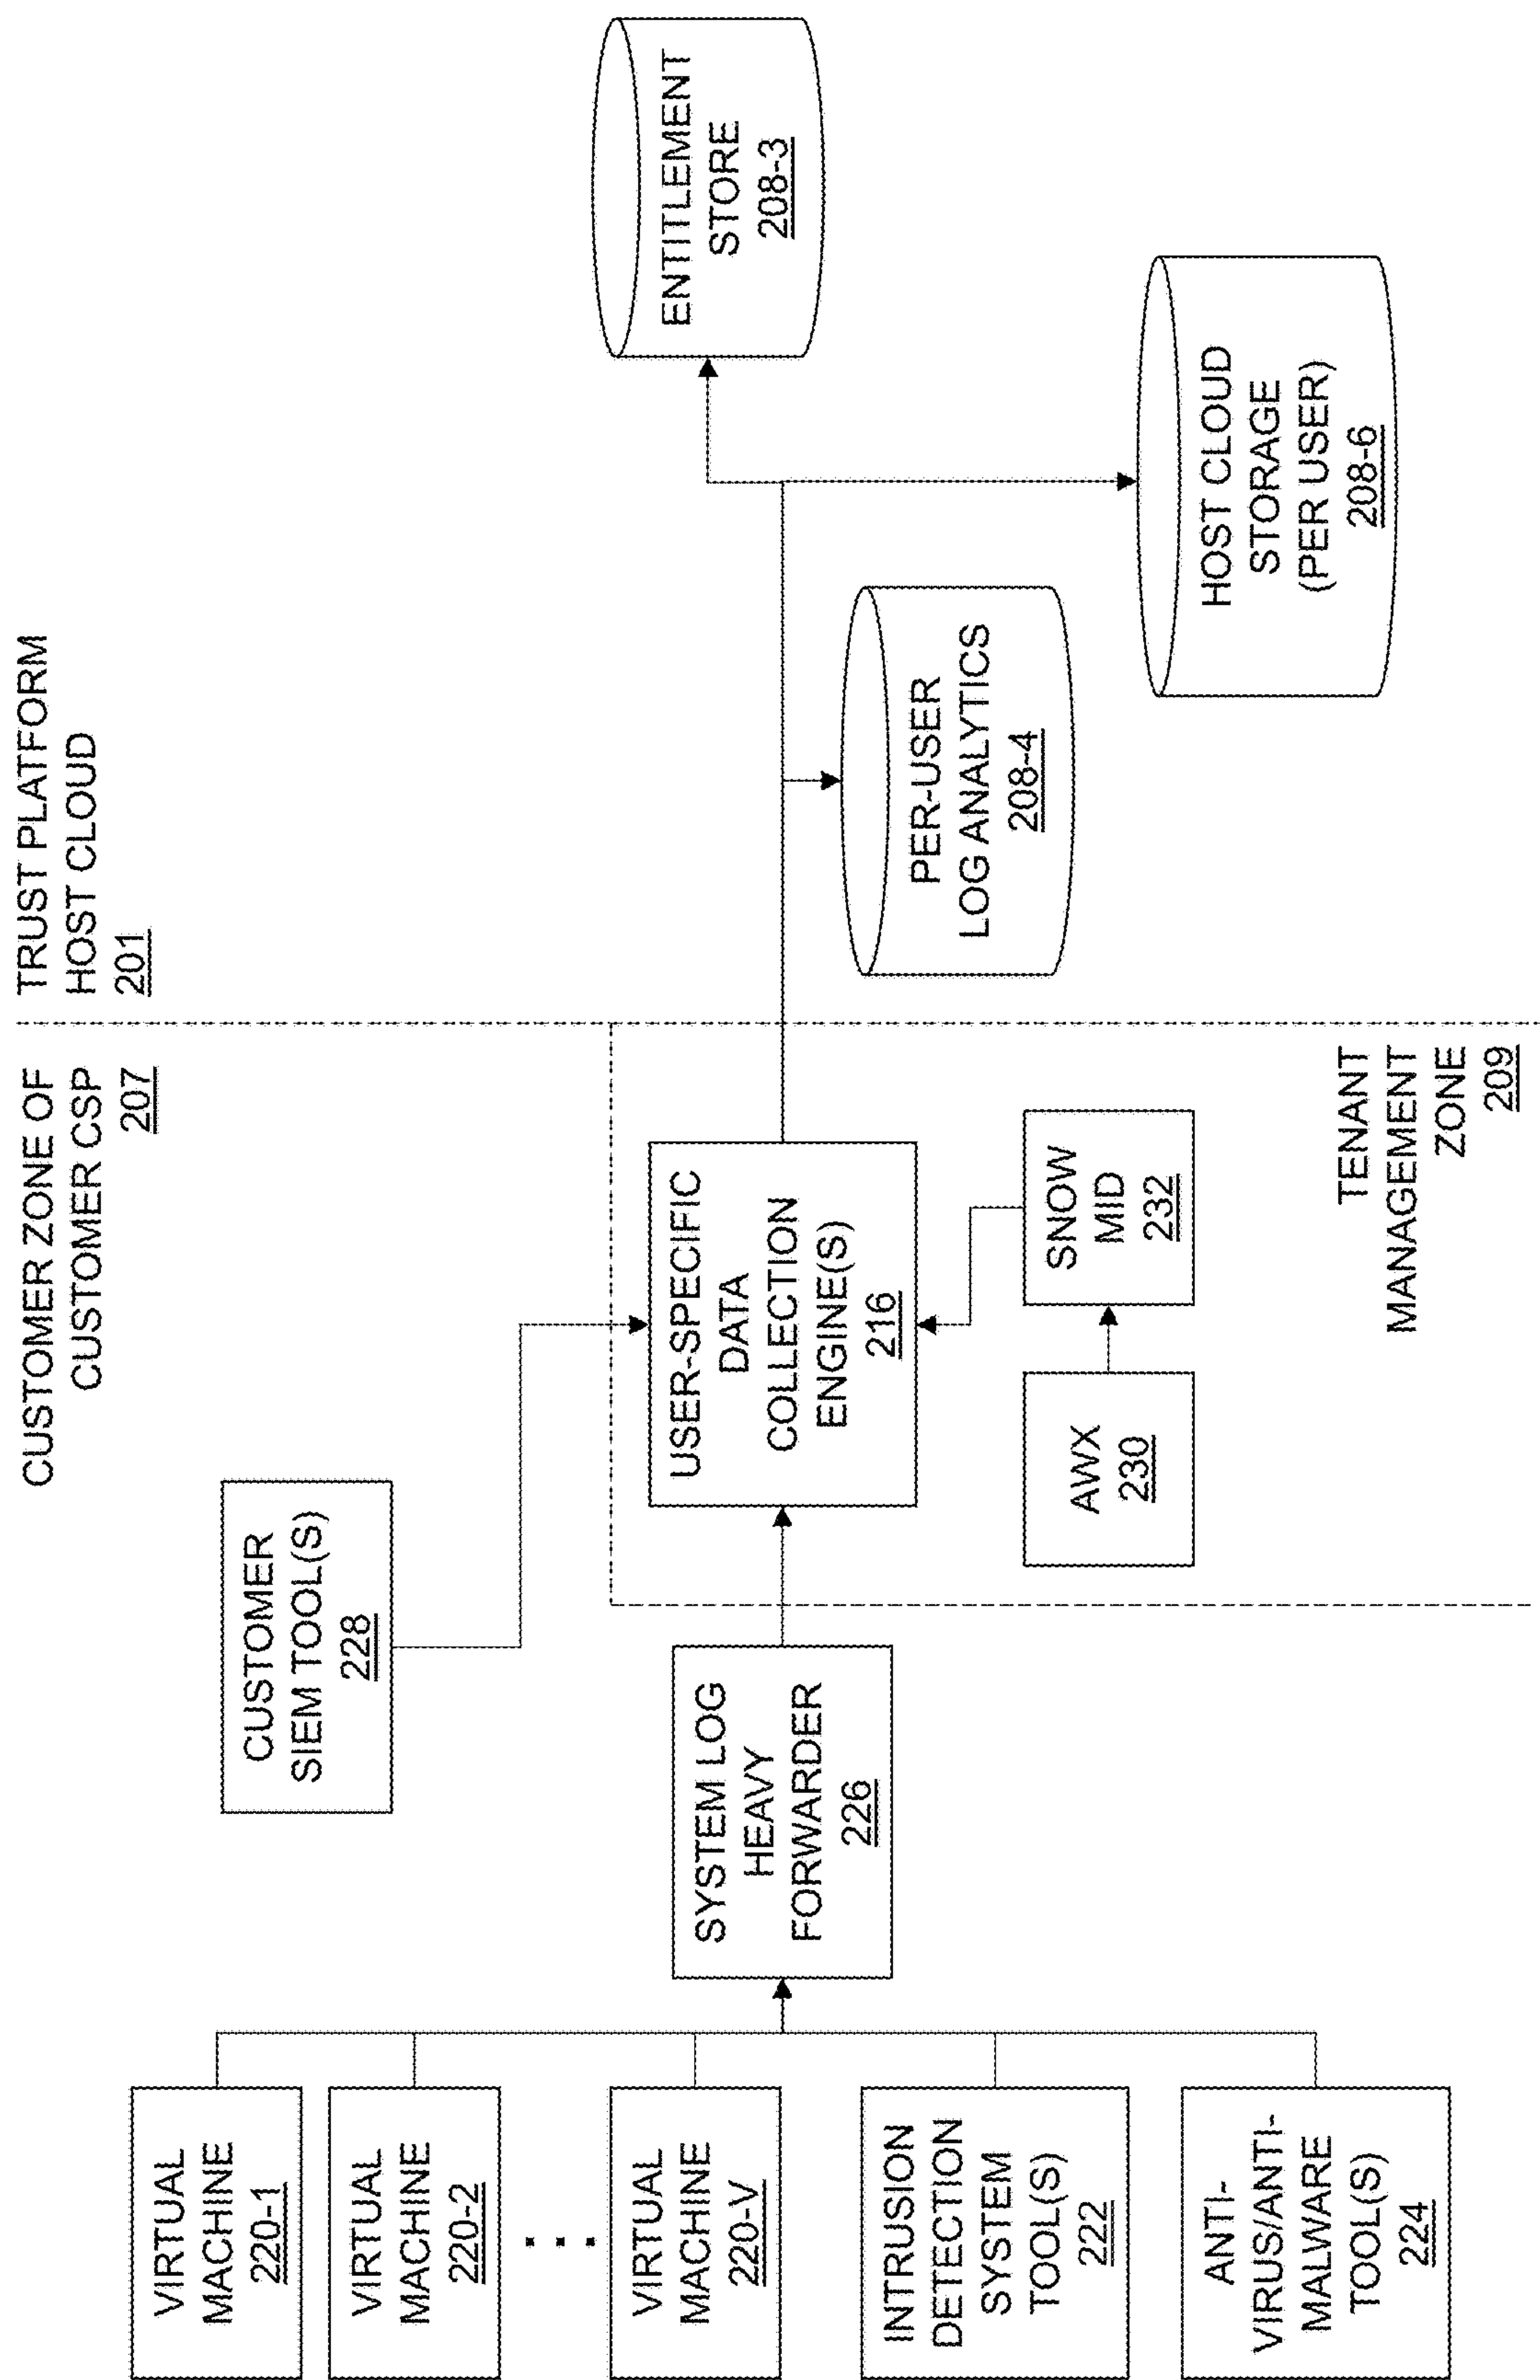 CUSTOMER ZONE OF
CUSTOMER CSP
207
TRUST PLATFORM
HOST CLOUD
201
VIRTUAL
MACHINE
220-1
VIRTUAL
MACHINE
220-2
. . .
VIRTUAL
MACHINE
220-V
INTRUSION
DETECTION
SYSTEM
TOOL(S)
222
ANTI-
VIRUS/ANTI-
MALWARE
TOOL(S)
224
SYSTEM LOG
HEAVY
FORWARDER
226
CUSTOMER
SIEM TOOL(S)
228
USER-SPECIFIC
DATA
COLLECTION
ENGINE(S)
216
AWX
230
SNOW
MID
232
TENANT
MANAGEMENT
ZONE
209
PER-USER
LOG ANALYTICS
208-4
ENTITLEMENT
STORE
208-3
HOST CLOUD
STORAGE
(PER USER)
208-6